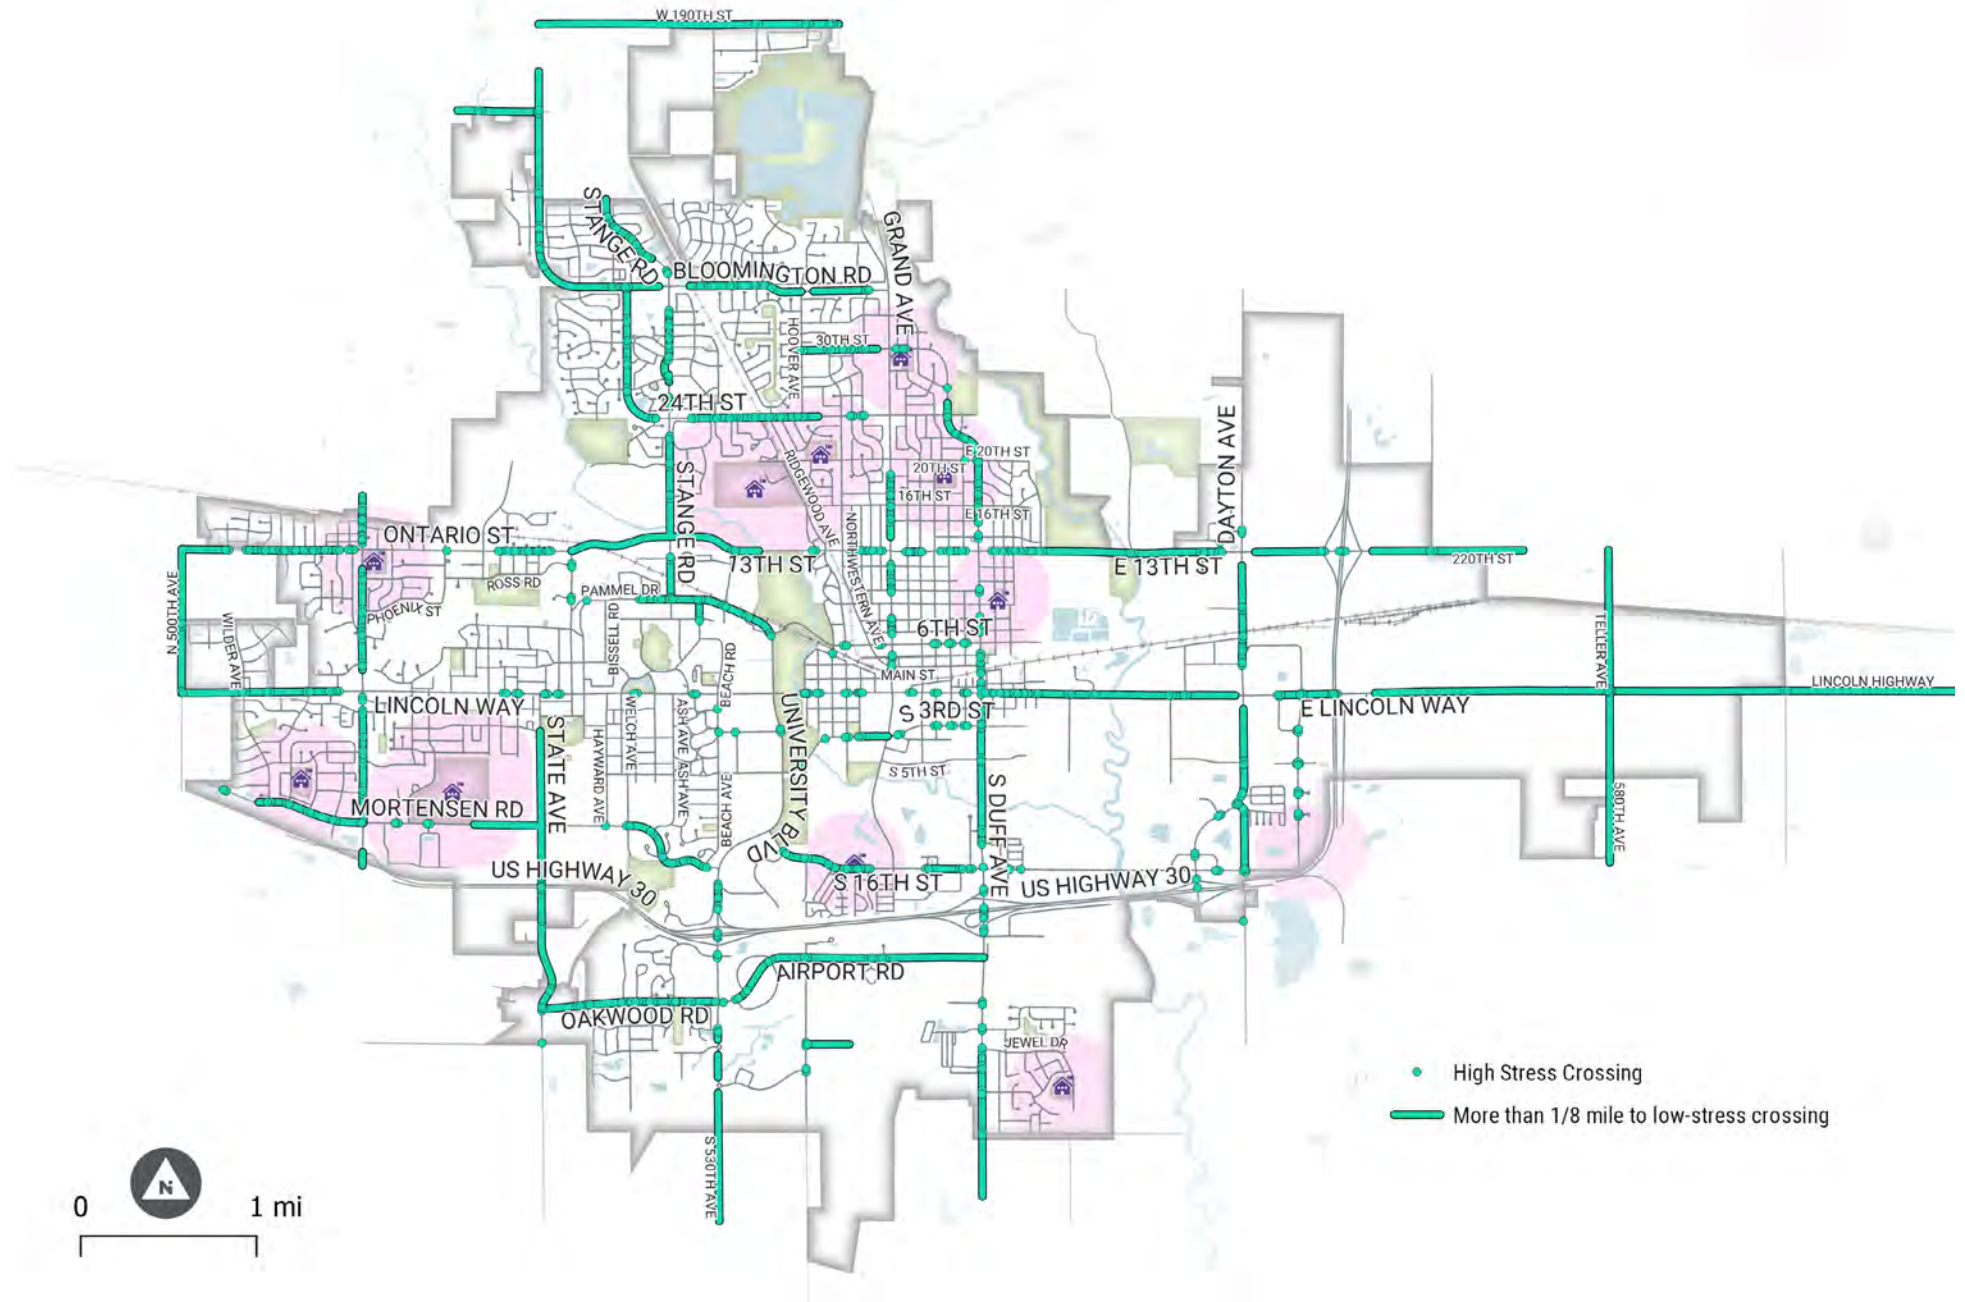 W 190TH ST
STANGE RD
BLOOMINGTON RD
GRAND AVE
HOOVER AVE
30TH ST
24TH ST
DAYTON AVE
E 20TH ST
20TH ST
RIDGEWOOD AVE
STANGE RD
16TH ST
E 16TH ST
NORTHWESTERN AVE
ONTARIO ST
13TH ST
E 13TH ST
220TH ST
ROSS RD
PAMMEL DR
PHOENIX ST
N 500TH AVE
WILDER AVE
BISSELL RD
BEACH RD
6TH ST
TELLER AVE
MAIN ST
LINCOLN HIGHWAY
LINCOLN WAY
S 3RD ST
E LINCOLN WAY
STATE AVE
HAYWARD AVE
WELCH AVE
ASH AVE
ASH AVE
BEACH AVE
UNIVERSITY BLVD
S 5TH ST
S DUFF AVE
580TH AVE
MORTENSEN RD
US HIGHWAY 30
S 16TH ST
US HIGHWAY 30
AIRPORT RD
OAKWOOD RD
JEWEL DR
S 530TH AVE
High Stress Crossing
More than 1/8 mile to low-stress crossing
N
0 1 mi